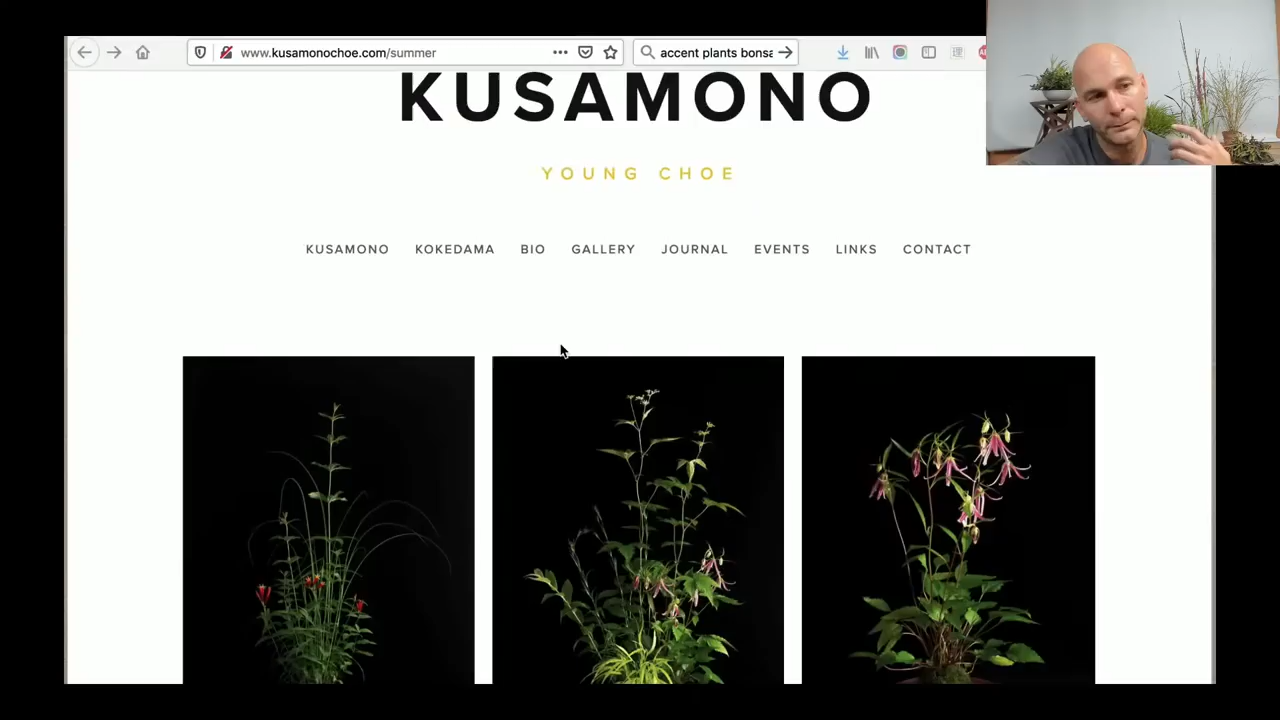 www.kusamonochoe.com/summer
accent plants bonsa
KUSAMONO
YOUNG CHOE
KUSAMONO KOKEDAMA BIO GALLERY JOURNAL EVENTS LINKS CONTACT